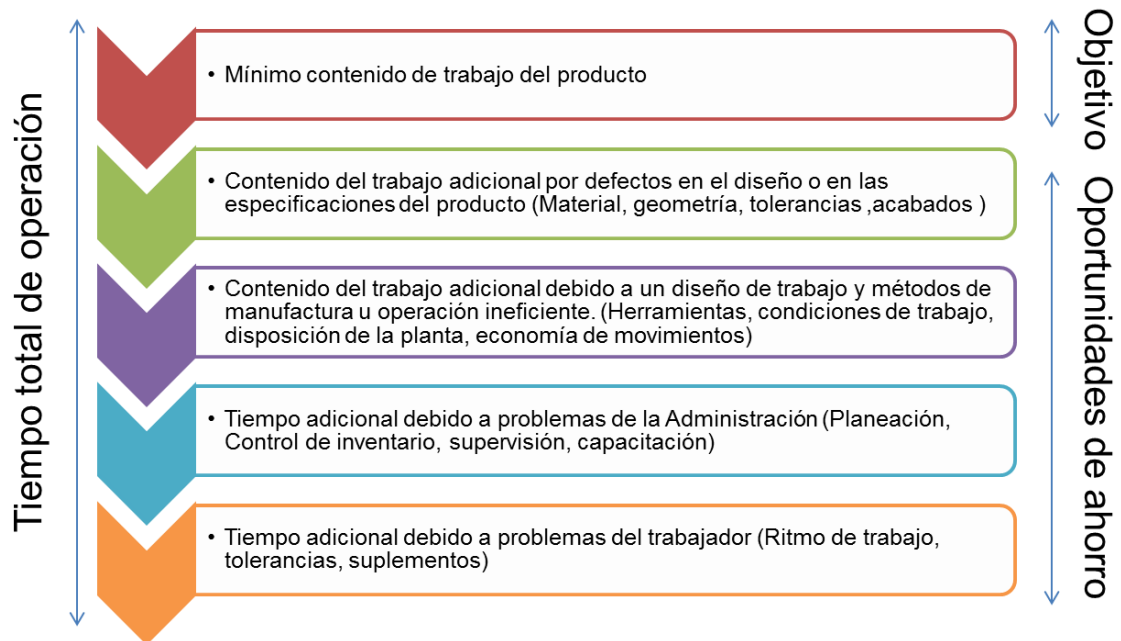 Tiempo total de operación
• Mínimo contenido de trabajo del producto
• Contenido del trabajo adicional por defectos en el diseño o en las
especificaciones del producto (Material, geometría, tolerancias ,acabados )
• Contenido del trabajo adicional debido a un diseño de trabajo y métodos de
manufactura u operación ineficiente. (Herramientas, condiciones de trabajo,
disposición de la planta, economía de movimientos)
• Tiempo adicional debido a problemas de la Administración (Planeación,
Control de inventario, supervisión, capacitación)
• Tiempo adicional debido a problemas del trabajador (Ritmo de trabajo,
tolerancias, suplementos)
Objetivo
Oportunidades de ahorro